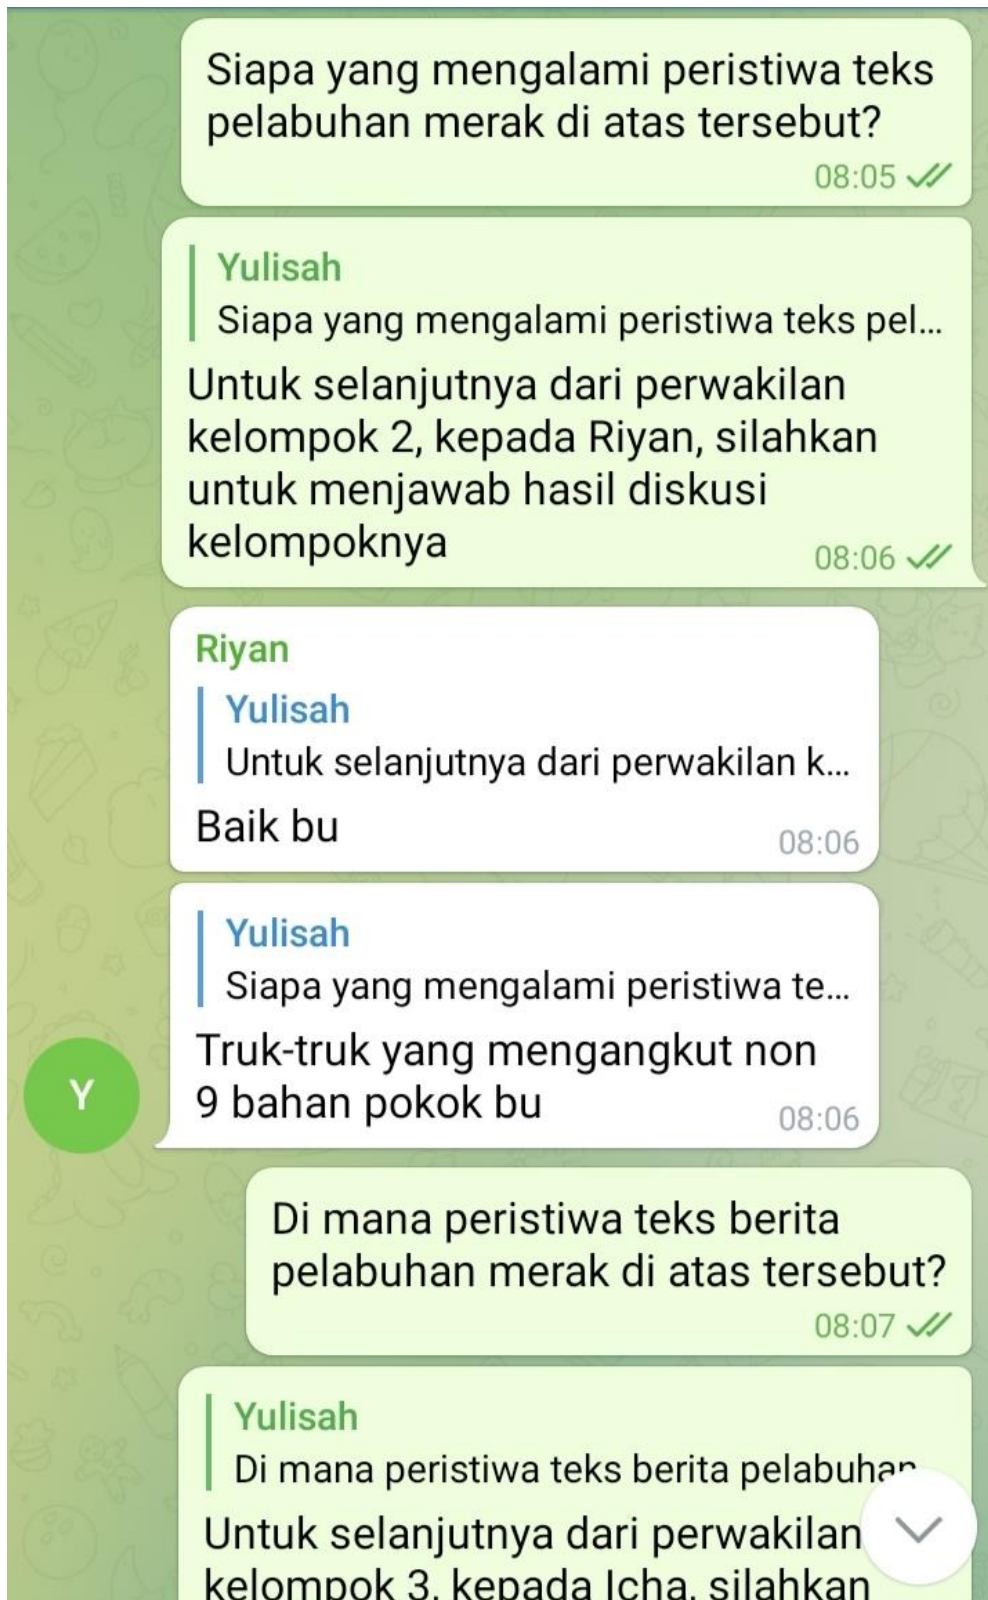 Siapa yang mengalami peristiwa teks
pelabuhan merak di atas tersebut?
08:05
Yulisah
Siapa yang mengalami peristiwa teks pel...
Untuk selanjutnya dari perwakilan
kelompok 2, kepada Riyan, silahkan
untuk menjawab hasil diskusi
kelompoknya
08:06
Riyan
Yulisah
Untuk selanjutnya dari perwakilan k...
Baik bu
08:06
Yulisah
Siapa yang mengalami peristiwa te...
Truk-truk yang mengangkut non
9 bahan pokok bu
08:06
Y
Di mana peristiwa teks berita
pelabuhan merak di atas tersebut?
08:07
Yulisah
Di mana peristiwa teks berita pelabuhan
Untuk selanjutnya dari perwakilan
kelompok 3, kepada Icha, silahkan